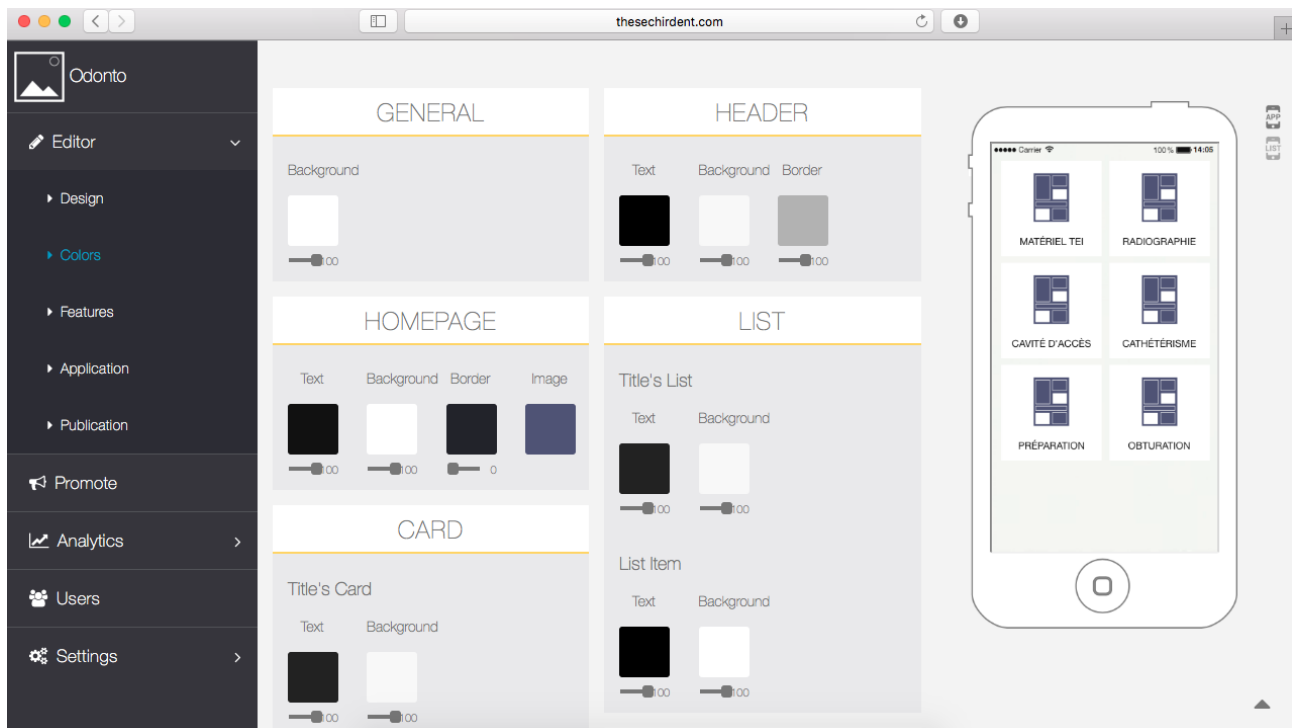 thesechirdent.com
Odonto
Editor
Design
Colors
Features
Application
Publication
Promote
Analytics
Users
Settings
GENERAL
Background
100
HEADER
Text Background Border
100 100 100
HOMEPAGE
Text Background Border Image
100 100 0
LIST
Title's List
Text Background
100 100
List Item
Text Background
100 100
CARD
Title's Card
Text Background
100 100
Carrier 100 % 14:05
MATÉRIEL TEI RADIOGRAPHIE
CAVITÉ D'ACCÈS CATHÉTÉRISME
PRÉPARATION OBTURATION
APP
LIST